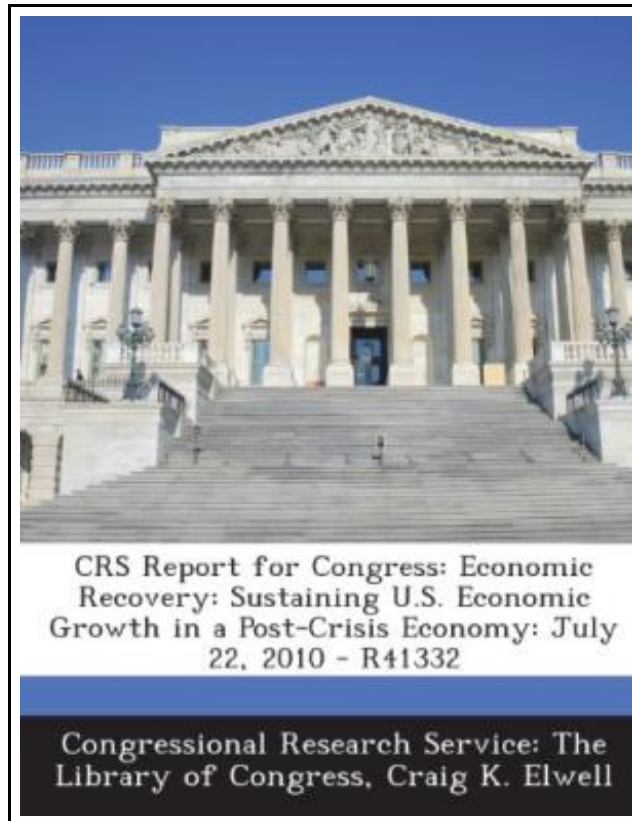 CRS Report for Congress: Economic
Recovery: Sustaining U.S. Economic
Growth in a Post-Crisis Economy: July
22, 2010 - R41332
Congressional Research Service: The
Library of Congress, Craig K. Elwell